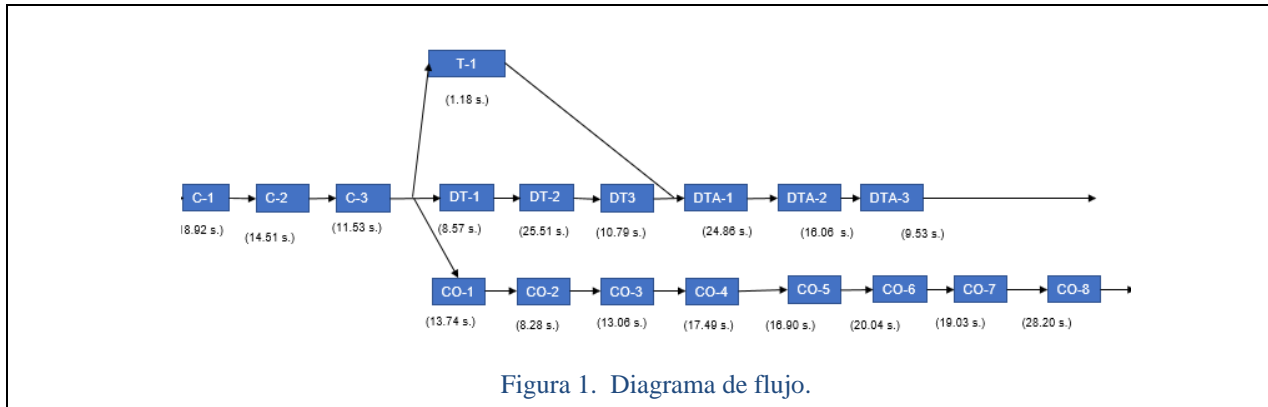 T-1
(1.18 s.)
C-1
C-2
C-3
DT-1
DT-2
DT3
DTA-1
DTA-2
DTA-3
(14.51 s.)
(11.53 s.)
(8.57 s.)
(25.51 s.)
(10.79 s.)
(24.86 s.)
(16.06 s.)
(9.53 s.)
CO-1
CO-2
CO-3
CO-4
CO-5
CO-6
CO-7
CO-8
(13.74 s.)
(8.28 s.)
(13.06 s.)
(17.49 s.)
(16.90 s.)
(20.04 s.)
(19.03 s.)
(28.20 s.)
Figura 1. Diagrama de flujo.